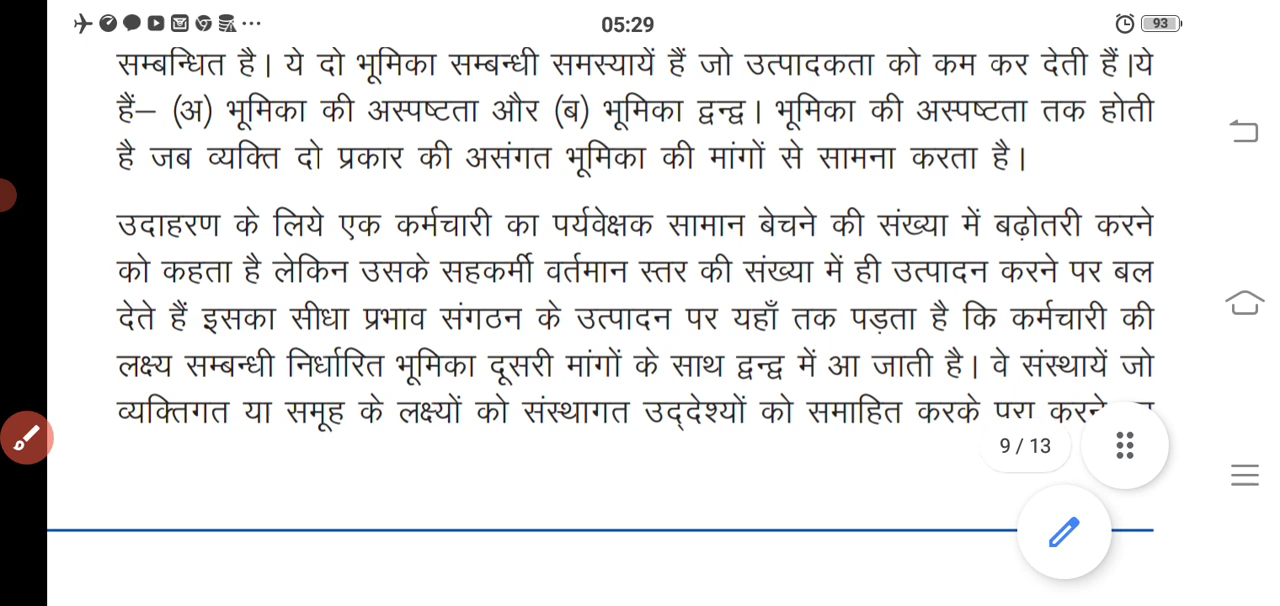 05:29
93
सम्बन्धित है। ये दो भूमिका सम्बन्धी समस्यायें हैं जो उत्पादकता को कम कर देती हैं।ये
हैं– (अ) भूमिका की अस्पष्टता और (ब) भूमिका द्वन्द्व। भूमिका की अस्पष्टता तक होती
है जब व्यक्ति दो प्रकार की असंगत भूमिका की मांगों से सामना करता है।
उदाहरण के लिये एक कर्मचारी का पर्यवेक्षक सामान बेचने की संख्या में बढ़ोतरी करने
को कहता है लेकिन उसके सहकर्मी वर्तमान स्तर की संख्या में ही उत्पादन करने पर बल
देते हैं इसका सीधा प्रभाव संगठन के उत्पादन पर यहाँ तक पड़ता है कि कर्मचारी की
लक्ष्य सम्बन्धी निर्धारित भूमिका दूसरी मांगों के साथ द्वन्द्व में आ जाती है। वे संस्थायें जो
व्यक्तिगत या समूह के लक्ष्यों को संस्थागत उद्देश्यों को समाहित करके पूरा करने
9 / 13